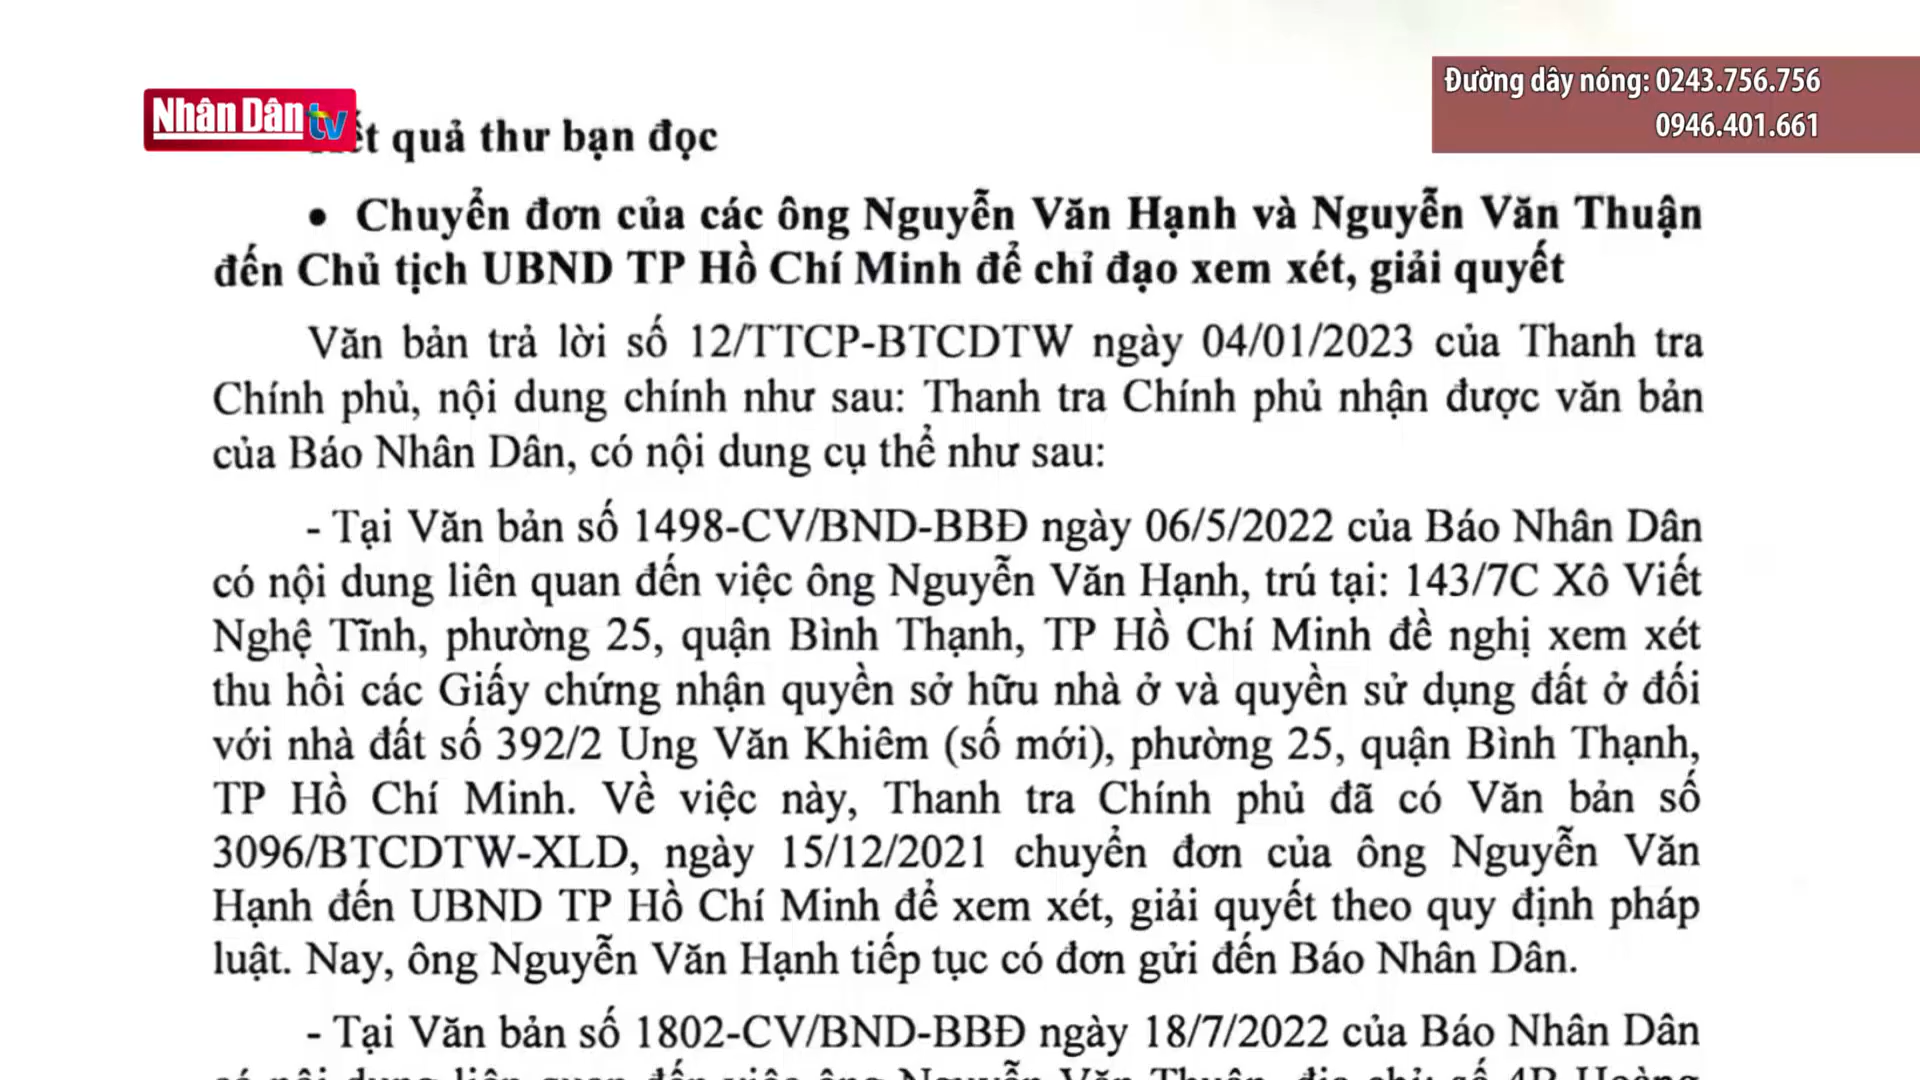 Đường dây nóng: 0243.756.756
0946.401.661
Nhân Dân tv
quả thư bạn đọc
• Chuyển đơn của các ông Nguyễn Văn Hạnh và Nguyễn Văn Thuận
đến Chủ tịch UBND TP Hồ Chí Minh để chỉ đạo xem xét, giải quyết
Văn bản trả lời số 12/TTCP-BTCDTW ngày 04/01/2023 của Thanh tra
Chính phủ, nội dung chính như sau: Thanh tra Chính phủ nhận được văn bản
của Báo Nhân Dân, có nội dung cụ thể như sau:
- Tại Văn bản số 1498-CV/BND-BBĐ ngày 06/5/2022 của Báo Nhân Dân
có nội dung liên quan đến việc ông Nguyễn Văn Hạnh, trú tại: 143/7C Xô Viết
Nghệ Tĩnh, phường 25, quận Bình Thạnh, TP Hồ Chí Minh đề nghị xem xét
thu hồi các Giấy chứng nhận quyền sở hữu nhà ở và quyền sử dụng đất ở đối
với nhà đất số 392/2 Ung Văn Khiêm (số mới), phường 25, quận Bình Thạnh,
TP Hồ Chí Minh. Về việc này, Thanh tra Chính phủ đã có Văn bản số
3096/BTCDTW-XLD, ngày 15/12/2021 chuyển đơn của ông Nguyễn Văn
Hạnh đến UBND TP Hồ Chí Minh để xem xét, giải quyết theo quy định pháp
luật. Nay, ông Nguyễn Văn Hạnh tiếp tục có đơn gửi đến Báo Nhân Dân.
- Tại Văn bản số 1802-CV/BND-BBĐ ngày 18/7/2022 của Báo Nhân Dân